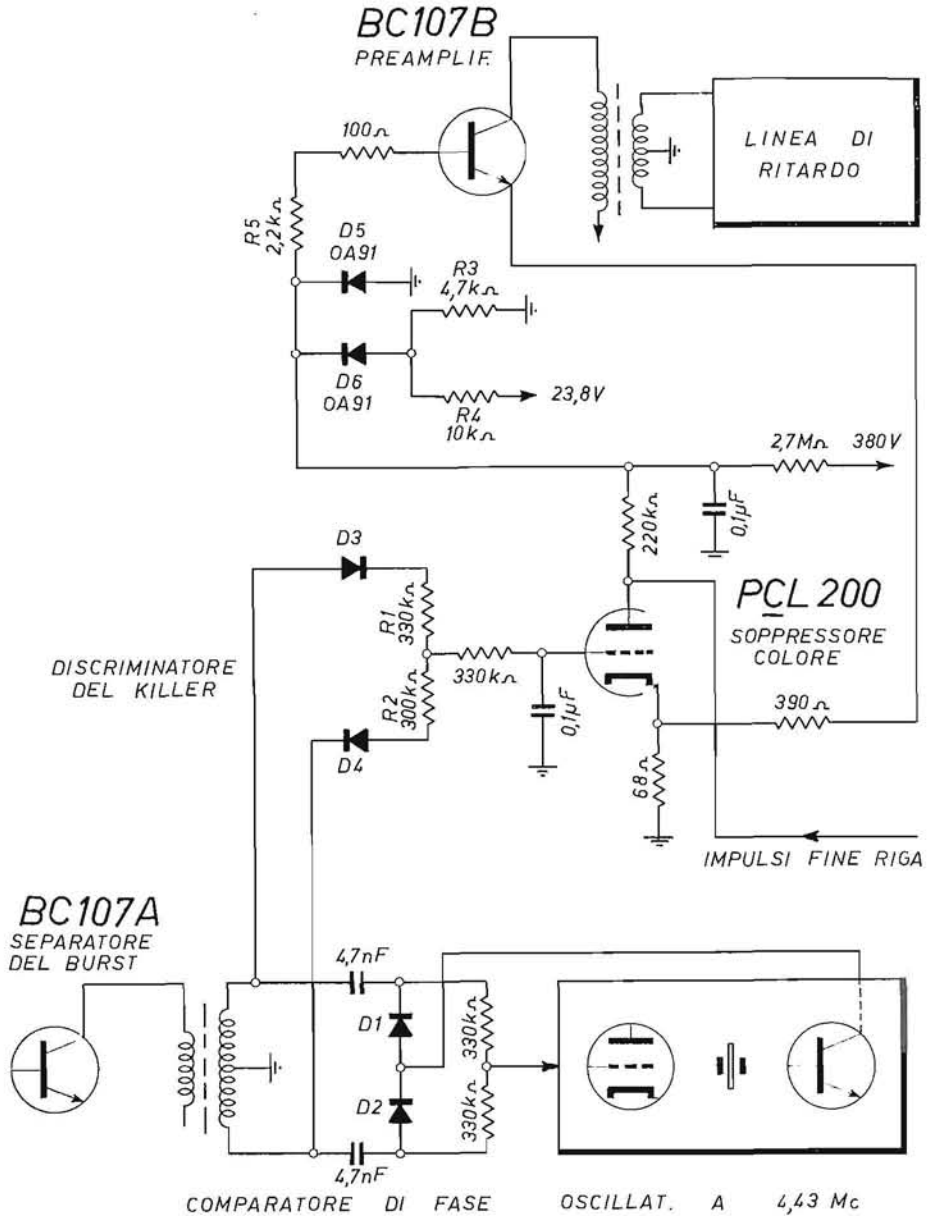 BC107B
PREAMPLIF.
100Ω
LINEA DI
RITARDO
R5
2,2kΩ
D5
OA91
R3
4,7kΩ
D6
OA91
R4
10kΩ
23,8V
2,7MΩ
380V
220kΩ
0,1µF
D3
R1
330kΩ
PCL 200
SOPPRESSORE
COLORE
DISCRIMINATORE
DEL KILLER
330kΩ
R2
300kΩ
0,1µF
390Ω
D4
68Ω
IMPULSI FINE RIGA
BC107A
SEPARATORE
DEL BURST
4,7nF
D1
330kΩ
D2
330kΩ
4,7nF
COMPARATORE DI FASE
OSCILLAT. A 4,43 Mc